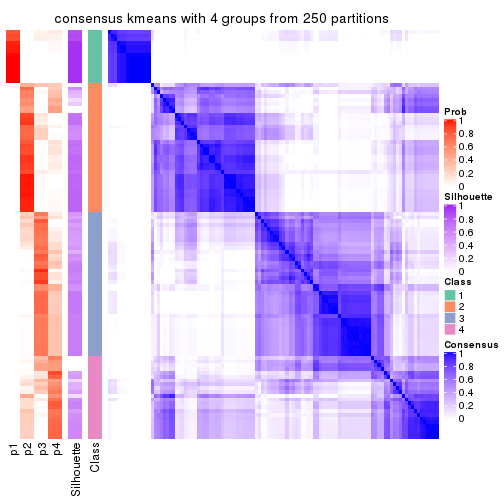 consensus kmeans with 4 groups from 250 partitions
Prob
1
0.8
0.6
0.4
0.2
0
Silhouette
1
0.8
0.6
0.4
0.2
0
Class
1
2
3
4
Consensus
1
0.8
0.6
0.4
0.2
0
p1
p2
p3
p4
Silhouette
Class